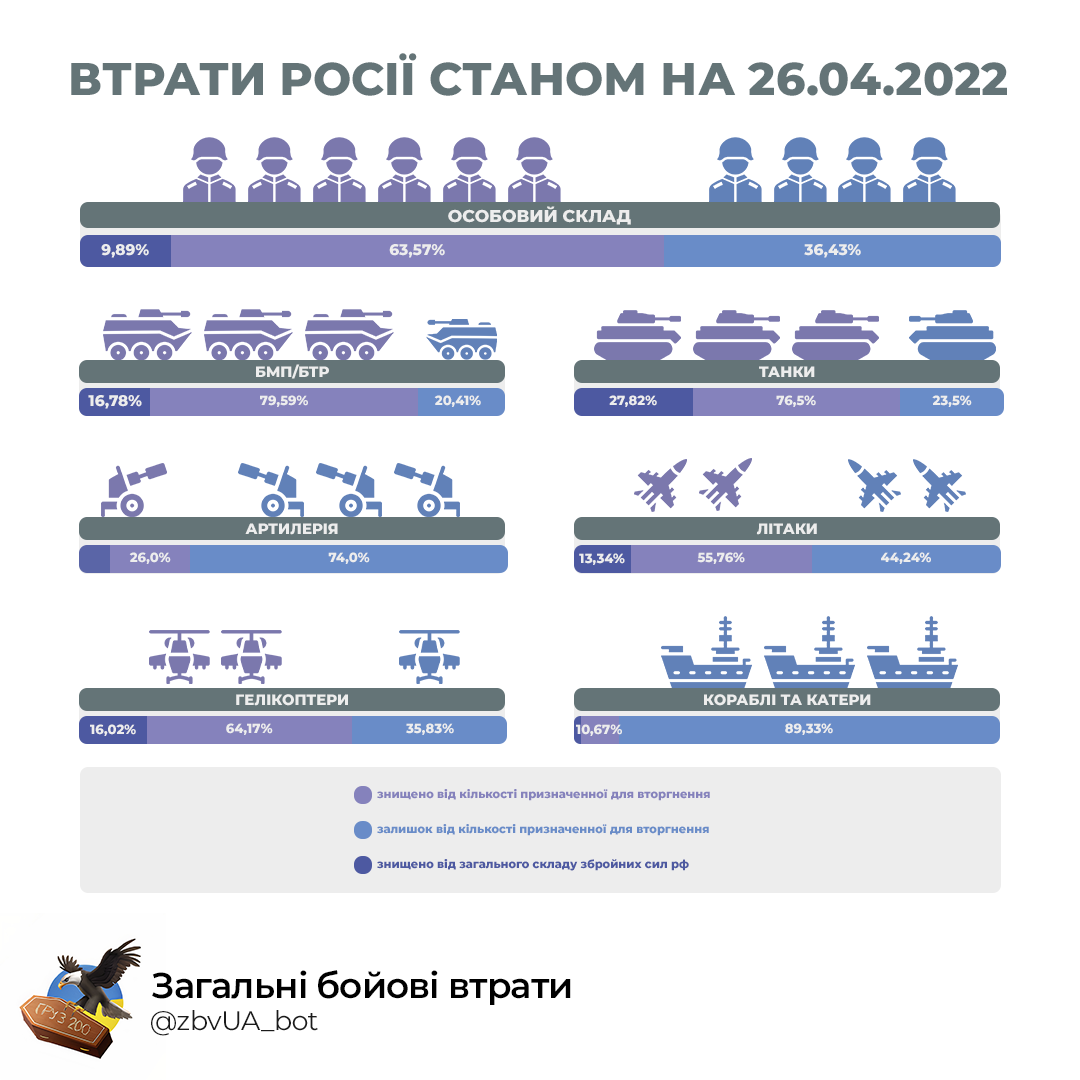 ВТРАТИ РОСІЇ СТАНОМ НА 26.04.2022
ОСОБОВИЙ СКЛАД
9,89% 63,57% 36,43%
БМП/БТР
16,78% 79,59% 20,41%
ТАНКИ
27,82% 76,5% 23,5%
АРТИЛЕРІЯ
26,0% 74,0%
ЛІТАКИ
13,34% 55,76% 44,24%
ГЕЛІКОПТЕРИ
16,02% 64,17% 35,83%
КОРАБЛІ ТА КАТЕРИ
10,67% 89,33%
знищено від кількості призначенної для вторгнення
залишок від кількості призначенної для вторгнення
знищено від загального складу збройних сил рф
ГРУЗ 200
Загальні бойові втрати
@zbvUA_bot